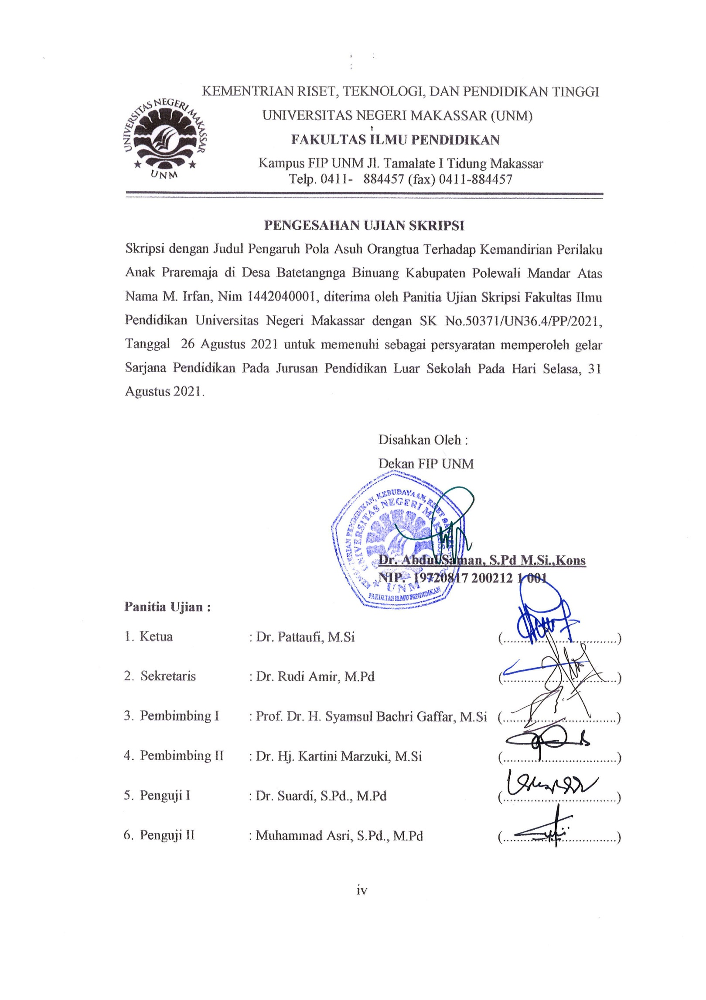 KEMENTRIAN RISET, TEKNOLOGI, DAN PENDIDIKAN TINGGI
UNIVERSITAS NEGERI MAKASSAR (UNM)
FAKULTAS ILMU PENDIDIKAN
Kampus FIP UNM Jl. Tamalate I Tidung Makassar
Telp. 0411- 884457 (fax) 0411-884457
UNIVERSITAS NEGERI MAKASSAR
UNM
PENGESAHAN UJIAN SKRIPSI
Skripsi dengan Judul Pengaruh Pola Asuh Orangtua Terhadap Kemandirian Perilaku
Anak Praremaja di Desa Batetangnga Binuang Kabupaten Polewali Mandar Atas
Nama M. Irfan, Nim 1442040001, diterima oleh Panitia Ujian Skripsi Fakultas Ilmu
Pendidikan Universitas Negeri Makassar dengan SK No.50371/UN36.4/PP/2021,
Tanggal 26 Agustus 2021 untuk memenuhi sebagai persyaratan memperoleh gelar
Sarjana Pendidikan Pada Jurusan Pendidikan Luar Sekolah Pada Hari Selasa, 31
Agustus 2021.
Disahkan Oleh :
Dekan FIP UNM
PENDIDIKAN, KEBUDAYAAN, RISET DAN
UNIVERSITAS NEGERI
UNM
FAKULTAS ILMU PENDIDIKAN
Dr. Abdul Saman, S.Pd M.Si.,Kons
NIP. 19720817 200212 1 001
Panitia Ujian :
1. Ketua : Dr. Pattaufi, M.Si (.................................)
2. Sekretaris : Dr. Rudi Amir, M.Pd (.................................)
3. Pembimbing I : Prof. Dr. H. Syamsul Bachri Gaffar, M.Si (.................................)
4. Pembimbing II : Dr. Hj. Kartini Marzuki, M.Si (.................................)
5. Penguji I : Dr. Suardi, S.Pd., M.Pd (.................................)
6. Penguji II : Muhammad Asri, S.Pd., M.Pd (.................................)
iv